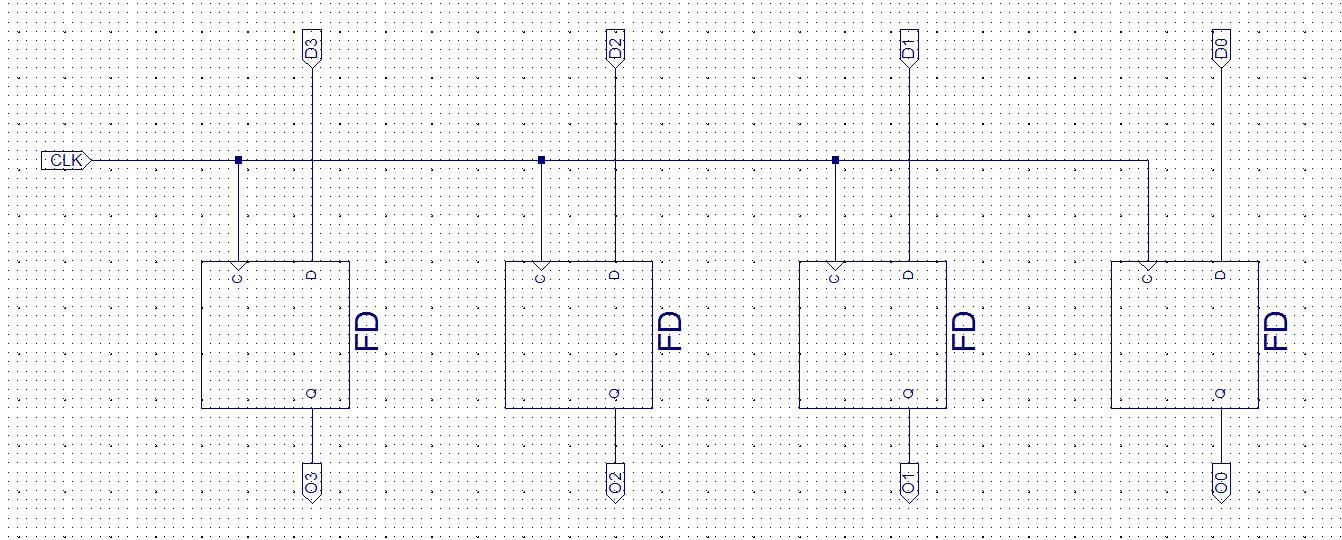 D3 D2 D1 D0
CLK
C D C D C D C D
FD FD FD FD
Q Q Q Q
O3 O2 O1 O0